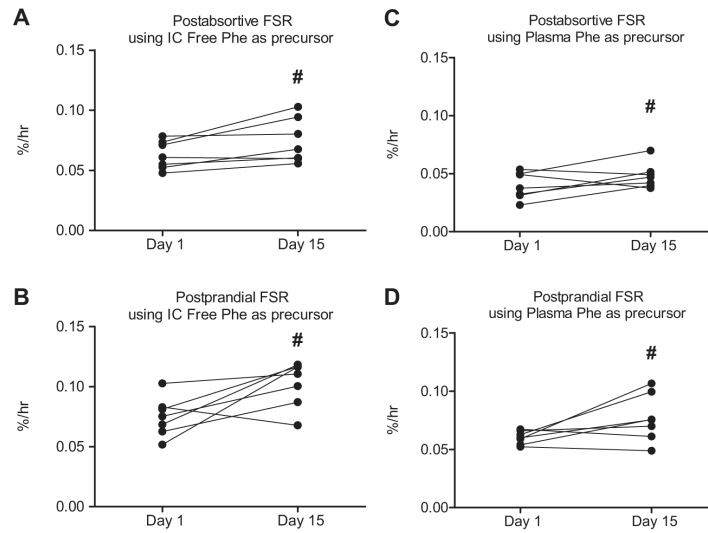 A
Postabsortive FSR
using IC Free Phe as precursor
0.15
#
0.10
%/hr
0.05
0.00
Day 1
Day 15
B
Postprandial FSR
using IC Free Phe as precursor
0.15
#
0.10
%/hr
0.05
0.00
Day 1
Day 15
C
Postabsortive FSR
using Plasma Phe as precursor
0.15
#
0.10
%/hr
0.05
0.00
Day 1
Day 15
D
Postprandial FSR
using Plasma Phe as precursor
0.15
#
0.10
%/hr
0.05
0.00
Day 1
Day 15